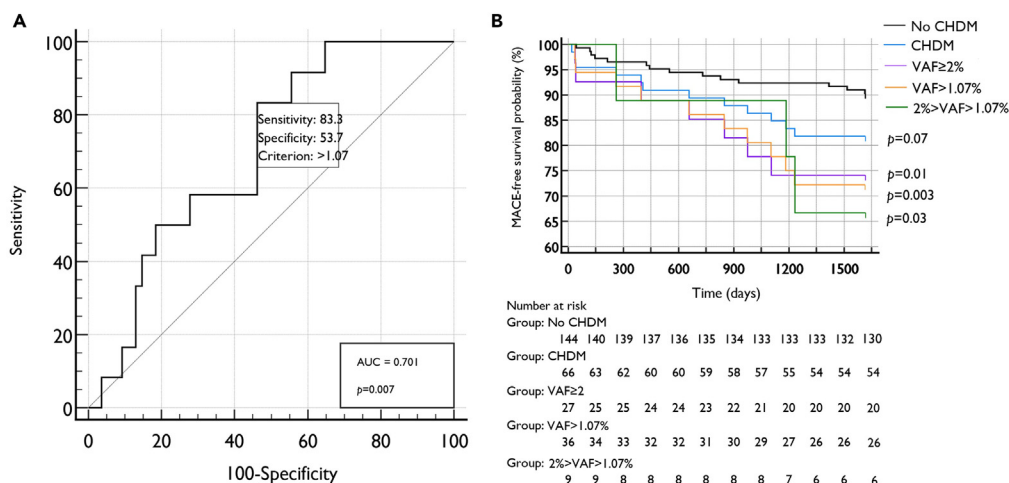 A
100
80
60
40
20
0
Sensitivity
Sensitivity: 83.3
Specificity: 53.7
Criterion: >1.07
AUC = 0.701
p=0.007
0 20 40 60 80 100
100-Specificity
B
100
95
90
85
80
75
70
65
60
MACE-free survival probability (%)
0 300 600 900 1200 1500
Time (days)
No CHDM
CHDM
VAF≥2%
VAF>1.07%
2%>VAF>1.07%
p=0.07
p=0.01
p=0.003
p=0.03
Number at risk
Group: No CHDM
144 140 139 137 136 135 134 133 133 133 132 130
Group: CHDM
66 63 62 60 60 59 58 57 55 54 54 54
Group: VAF≥2
27 25 25 24 24 23 22 21 20 20 20 20
Group: VAF>1.07%
36 34 33 32 32 31 30 29 27 26 26 26
Group: 2%>VAF>1.07%
9 9 8 8 8 8 8 8 7 6 6 6